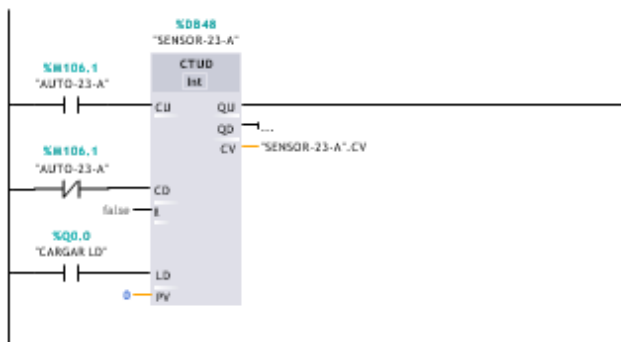 %DB48
"SENSOR-23-A"
CTUD
Int
%M106.1
"AUTO-23-A"
CU QU
QD ...
CV "SENSOR-23-A".CV
%M106.1
"AUTO-23-A"
CD
false R
%Q0.0
"CARGAR LD"
LD
0 PV